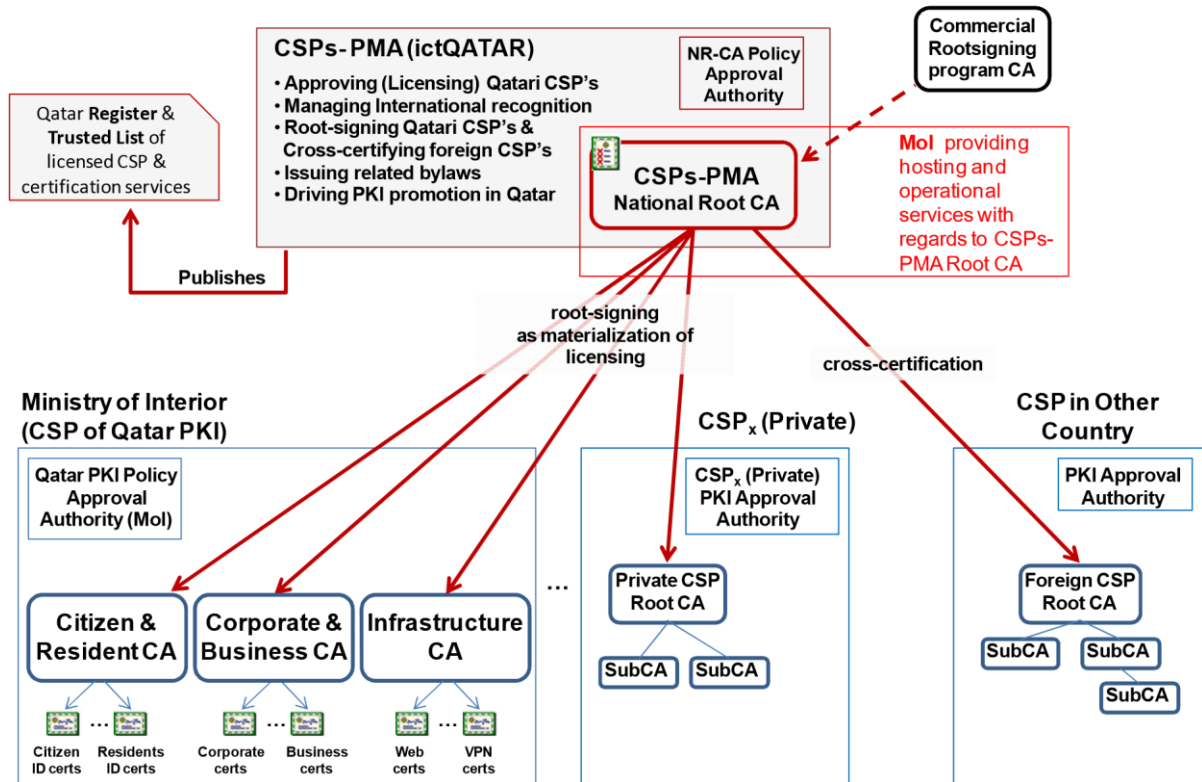 CSPs-PMA (ictQATAR)
• Approving (Licensing) Qatari CSP's
• Managing International recognition
• Root-signing Qatari CSP's &
Cross-certifying foreign CSP's
• Issuing related bylaws
• Driving PKI promotion in Qatar
NR-CA Policy
Approval
Authority
Commercial
Rootsigning
program CA
Qatar Register &
Trusted List of
licensed CSP &
certification services
Publishes
CSPs-PMA
National Root CA
MoI providing
hosting and
operational
services with
regards to CSPs-
PMA Root CA
root-signing
as materialization of
licensing
cross-certification
Ministry of Interior
(CSP of Qatar PKI)
Qatar PKI Policy
Approval
Authority (MoI)
Citizen &
Resident CA
Corporate &
Business CA
Infrastructure
CA
...
...
...
Citizen
ID certs
Residents
ID certs
Corporate
certs
Business
certs
Web
certs
VPN
certs
...
CSPx (Private)
CSPx (Private)
PKI Approval
Authority
Private CSP
Root CA
SubCA
SubCA
CSP in Other
Country
PKI Approval
Authority
Foreign CSP
Root CA
SubCA
SubCA
SubCA